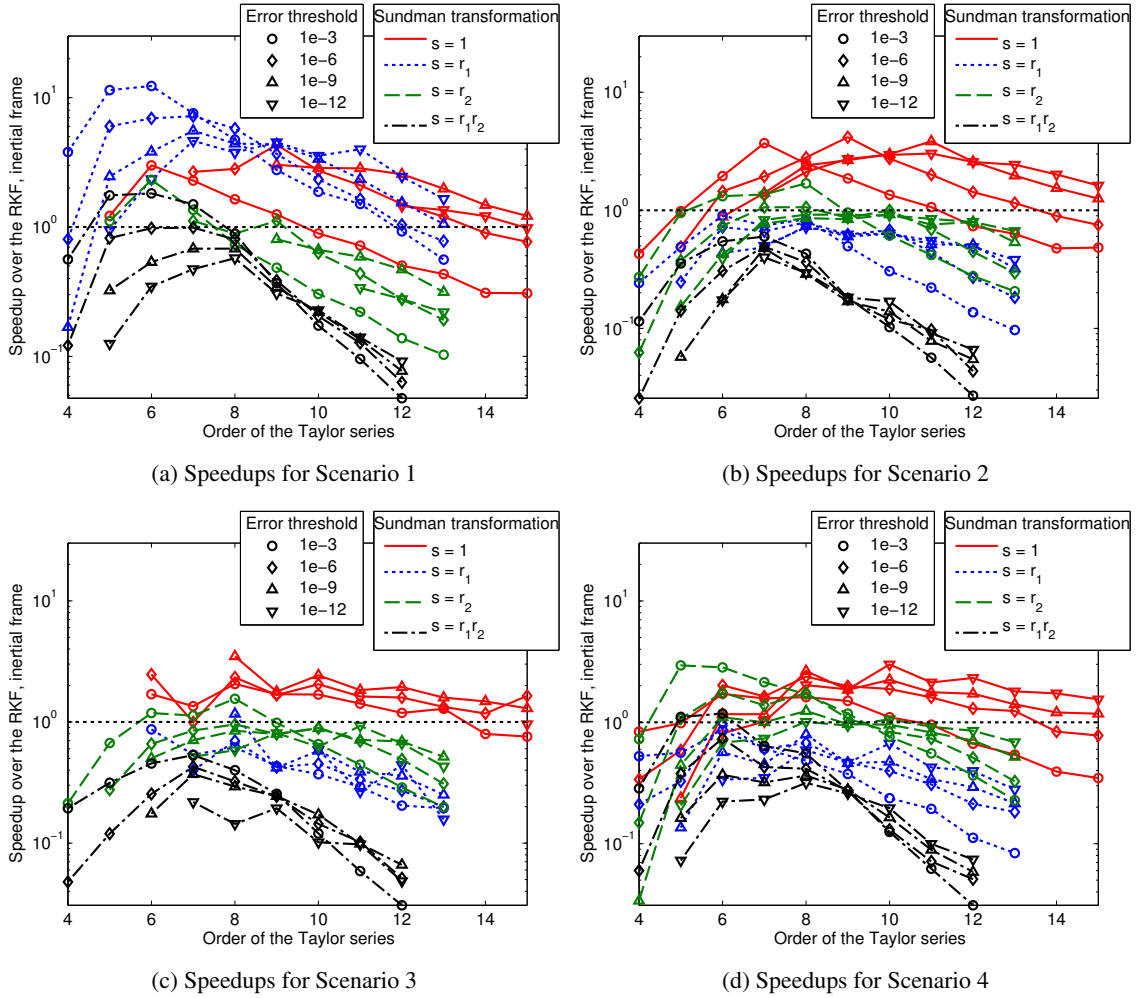 Error threshold
1e−3
1e−6
1e−9
1e−12
Sundman transformation
s = 1
s = r1
s = r2
s = r1r2
Speedup over the RKF, inertial frame
10^1
10^0
10^−1
4 6 8 10 12 14
Order of the Taylor series
(a) Speedups for Scenario 1
Error threshold
1e−3
1e−6
1e−9
1e−12
Sundman transformation
s = 1
s = r1
s = r2
s = r1r2
Speedup over the RKF, inertial frame
10^1
10^0
10^−1
4 6 8 10 12 14
Order of the Taylor series
(b) Speedups for Scenario 2
Error threshold
1e−3
1e−6
1e−9
1e−12
Sundman transformation
s = 1
s = r1
s = r2
s = r1r2
Speedup over the RKF, inertial frame
10^1
10^0
10^−1
4 6 8 10 12 14
Order of the Taylor series
(c) Speedups for Scenario 3
Error threshold
1e−3
1e−6
1e−9
1e−12
Sundman transformation
s = 1
s = r1
s = r2
s = r1r2
Speedup over the RKF, inertial frame
10^1
10^0
10^−1
4 6 8 10 12 14
Order of the Taylor series
(d) Speedups for Scenario 4